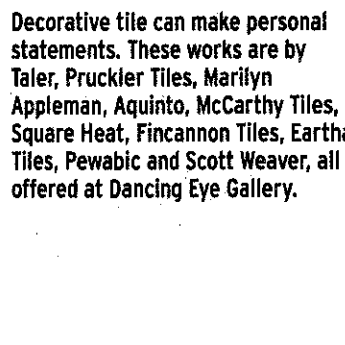 Decorative tile can make personal
statements. These works are by
Taler, Pruckler Tiles, Marilyn
Appleman, Aquinto, McCarthy Tiles,
Square Heat, Fincannon Tiles,
Tiles, Pewabic and Scott Weaver, all
offered at Dancing Eye Gallery.